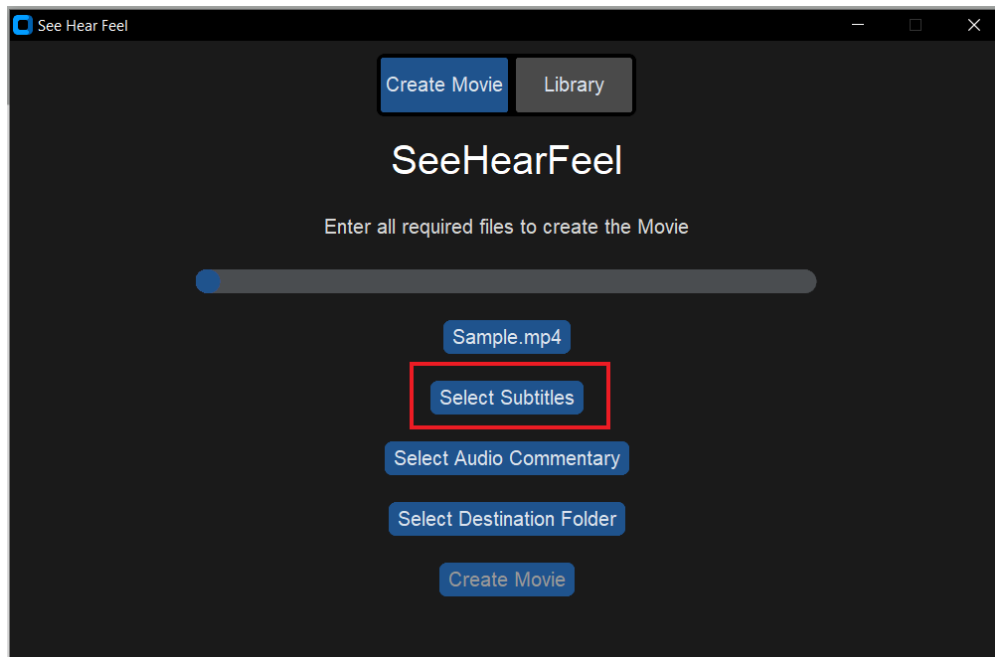 See Hear Feel
Create Movie Library
SeeHearFeel
Enter all required files to create the Movie
Sample.mp4
Select Subtitles
Select Audio Commentary
Select Destination Folder
Create Movie